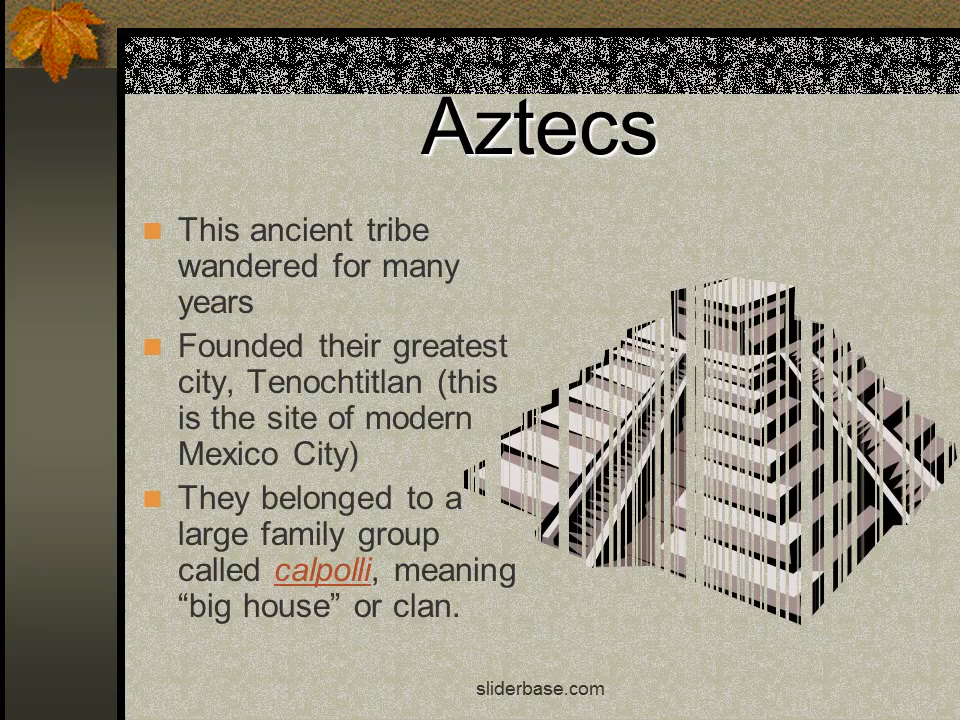 Aztecs
This ancient tribe
wandered for many
years
Founded their greatest
city, Tenochtitlan (this
is the site of modern
Mexico City)
They belonged to a
large family group
called calpolli, meaning
“big house” or clan.
sliderbase.com